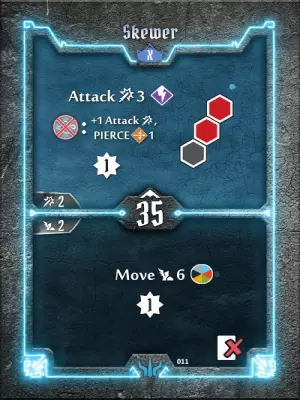 Skewer
X
Attack 3
+1 Attack,
PIERCE 1
1
2
35
2
Move 6
1
011